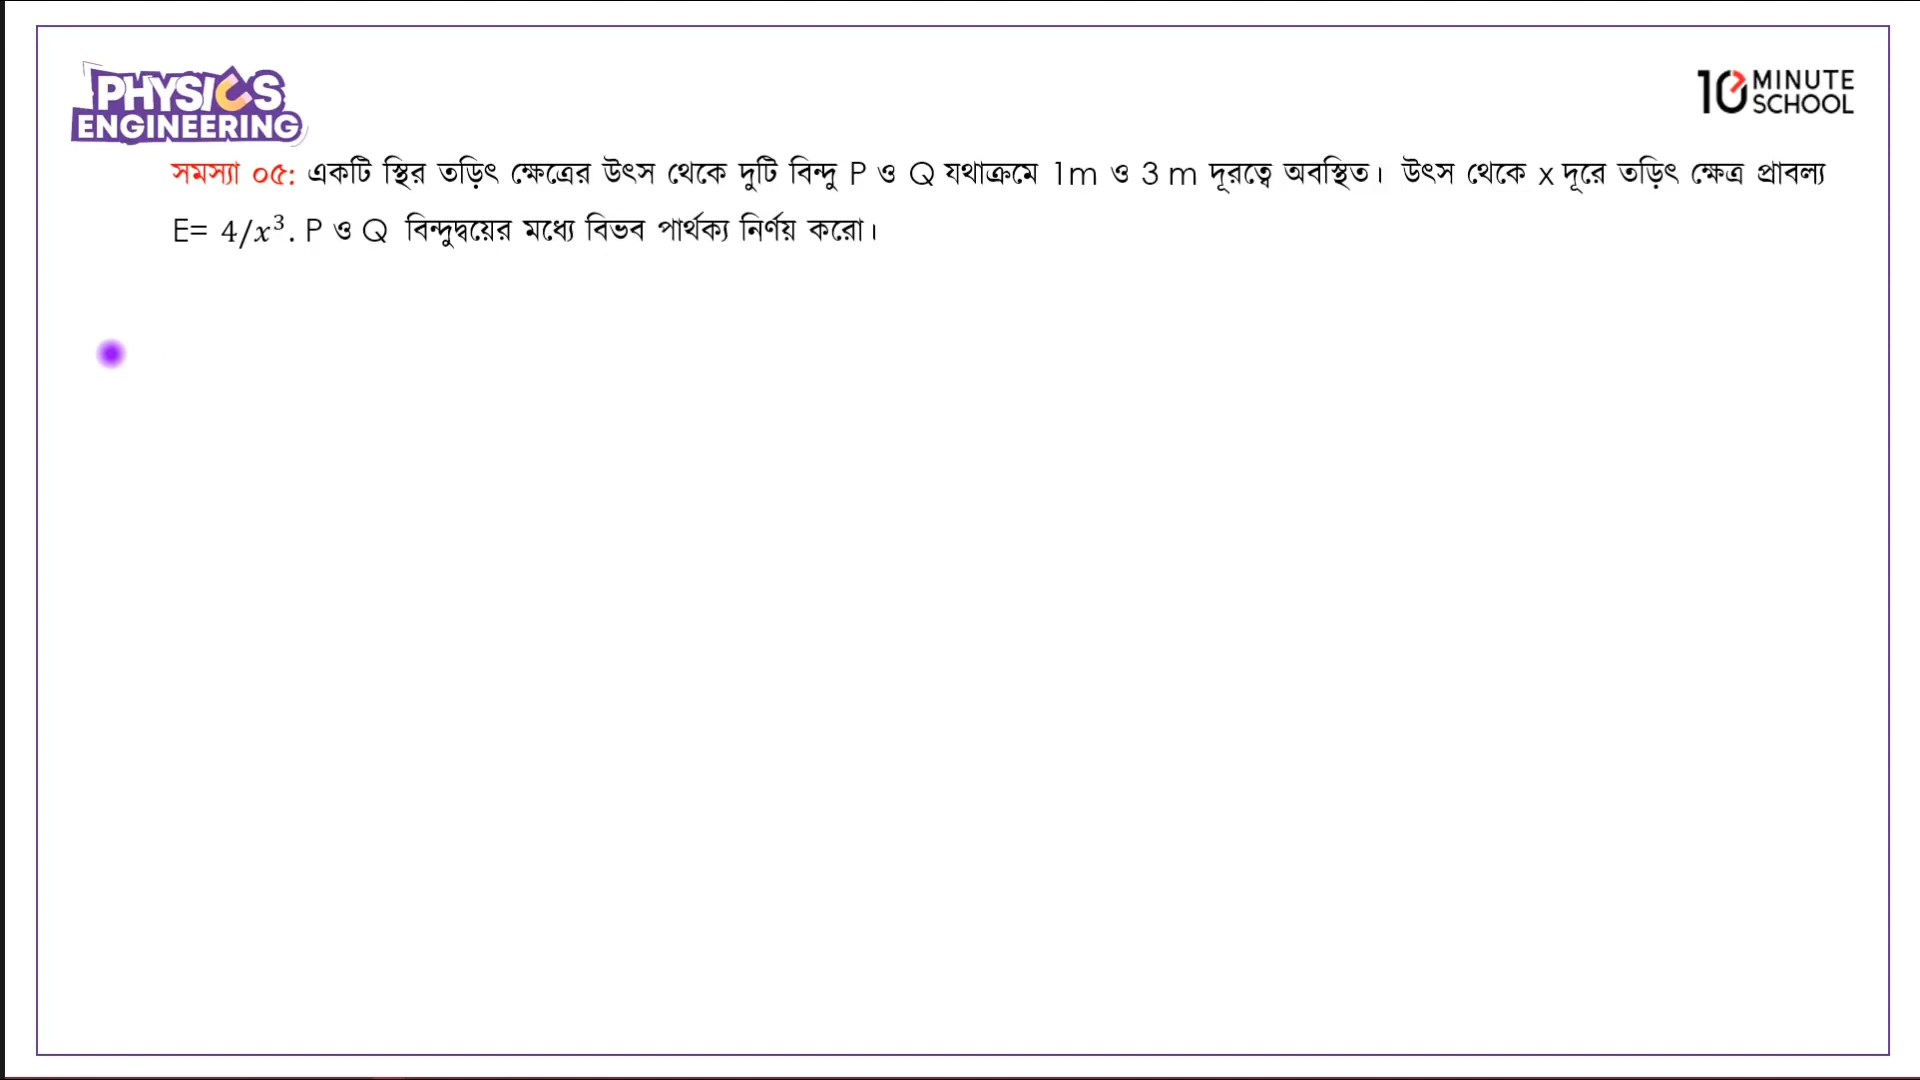 PHYSICS
ENGINEERING
10 MINUTE
SCHOOL
সমস্যা ০৫: একটি স্থির তড়িৎ ক্ষেত্রের উৎস থেকে দুটি বিন্দু P ও Q যথাক্রমে 1m ও 3 m দূরত্বে অবস্থিত। উৎস থেকে x দূরে তড়িৎ ক্ষেত্র প্রাবল্য
E= 4/x³. P ও Q বিন্দুদ্বয়ের মধ্যে বিভব পার্থক্য নির্ণয় করো।